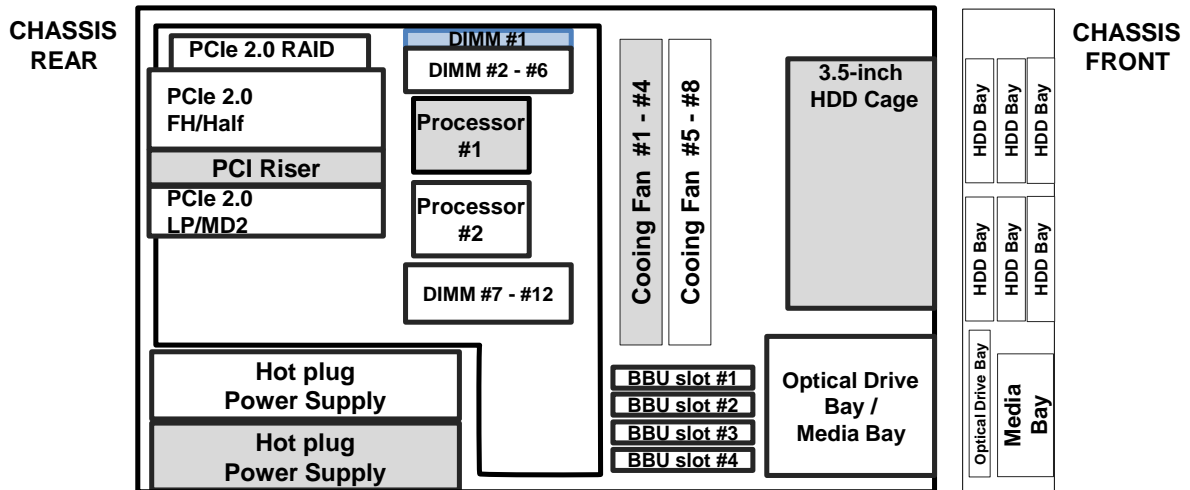 CHASSIS
REAR
PCIe 2.0 RAID
PCIe 2.0
FH/Half
PCI Riser
PCIe 2.0
LP/MD2
DIMM #1
DIMM #2 - #6
Processor
#1
Processor
#2
DIMM #7 - #12
Hot plug
Power Supply
Hot plug
Power Supply
Cooing Fan #1 - #4
Cooing Fan #5 - #8
BBU slot #1
BBU slot #2
BBU slot #3
BBU slot #4
3.5-inch
HDD Cage
Optical Drive
Bay /
Media Bay
HDD Bay
HDD Bay
HDD Bay
HDD Bay
HDD Bay
HDD Bay
Optical Drive Bay
Media
Bay
CHASSIS
FRONT